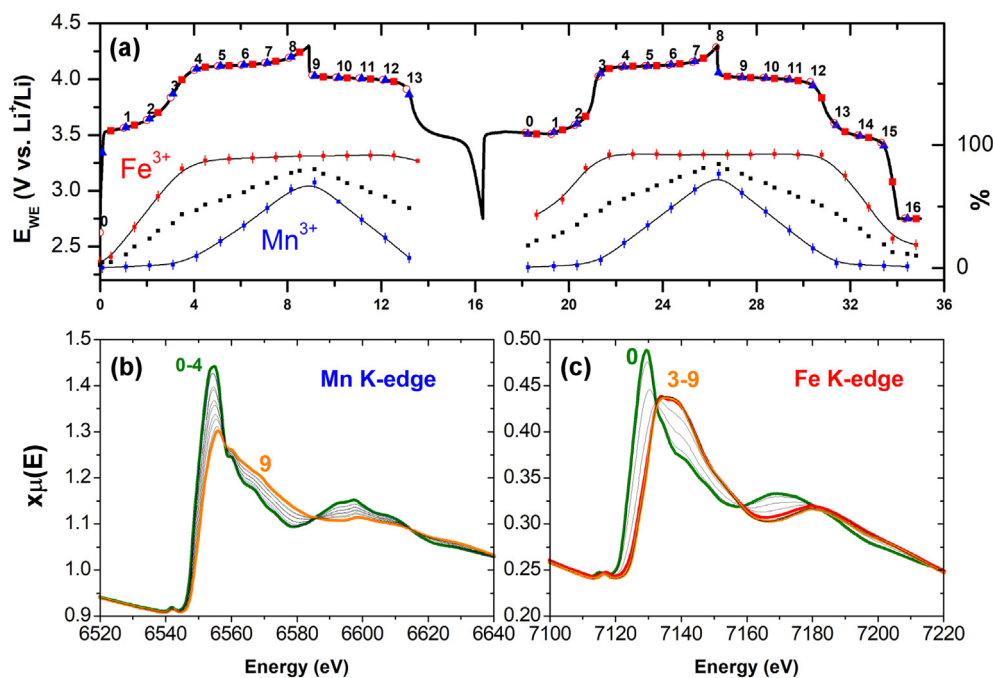 (a)
4.5
4.0
3.5
3.0
2.5
E_WE (V vs. Li⁺/Li)
0 1 2 3 4 5 6 7 8 9 10 11 12 13
0 1 2 3 4 5 6 7 8 9 10 11 12 13 14 15 16
Fe³⁺
Mn³⁺
100
0
%
0 4 8 12 16 20 24 28 32 36
(b)
0-4
Mn K-edge
9
1.5
1.4
1.3
1.2
1.1
1.0
0.9
xμ(E)
6520 6540 6560 6580 6600 6620 6640
Energy (eV)
(c)
0
3-9
Fe K-edge
0.50
0.45
0.40
0.35
0.30
0.25
0.20
7100 7120 7140 7160 7180 7200 7220
Energy (eV)